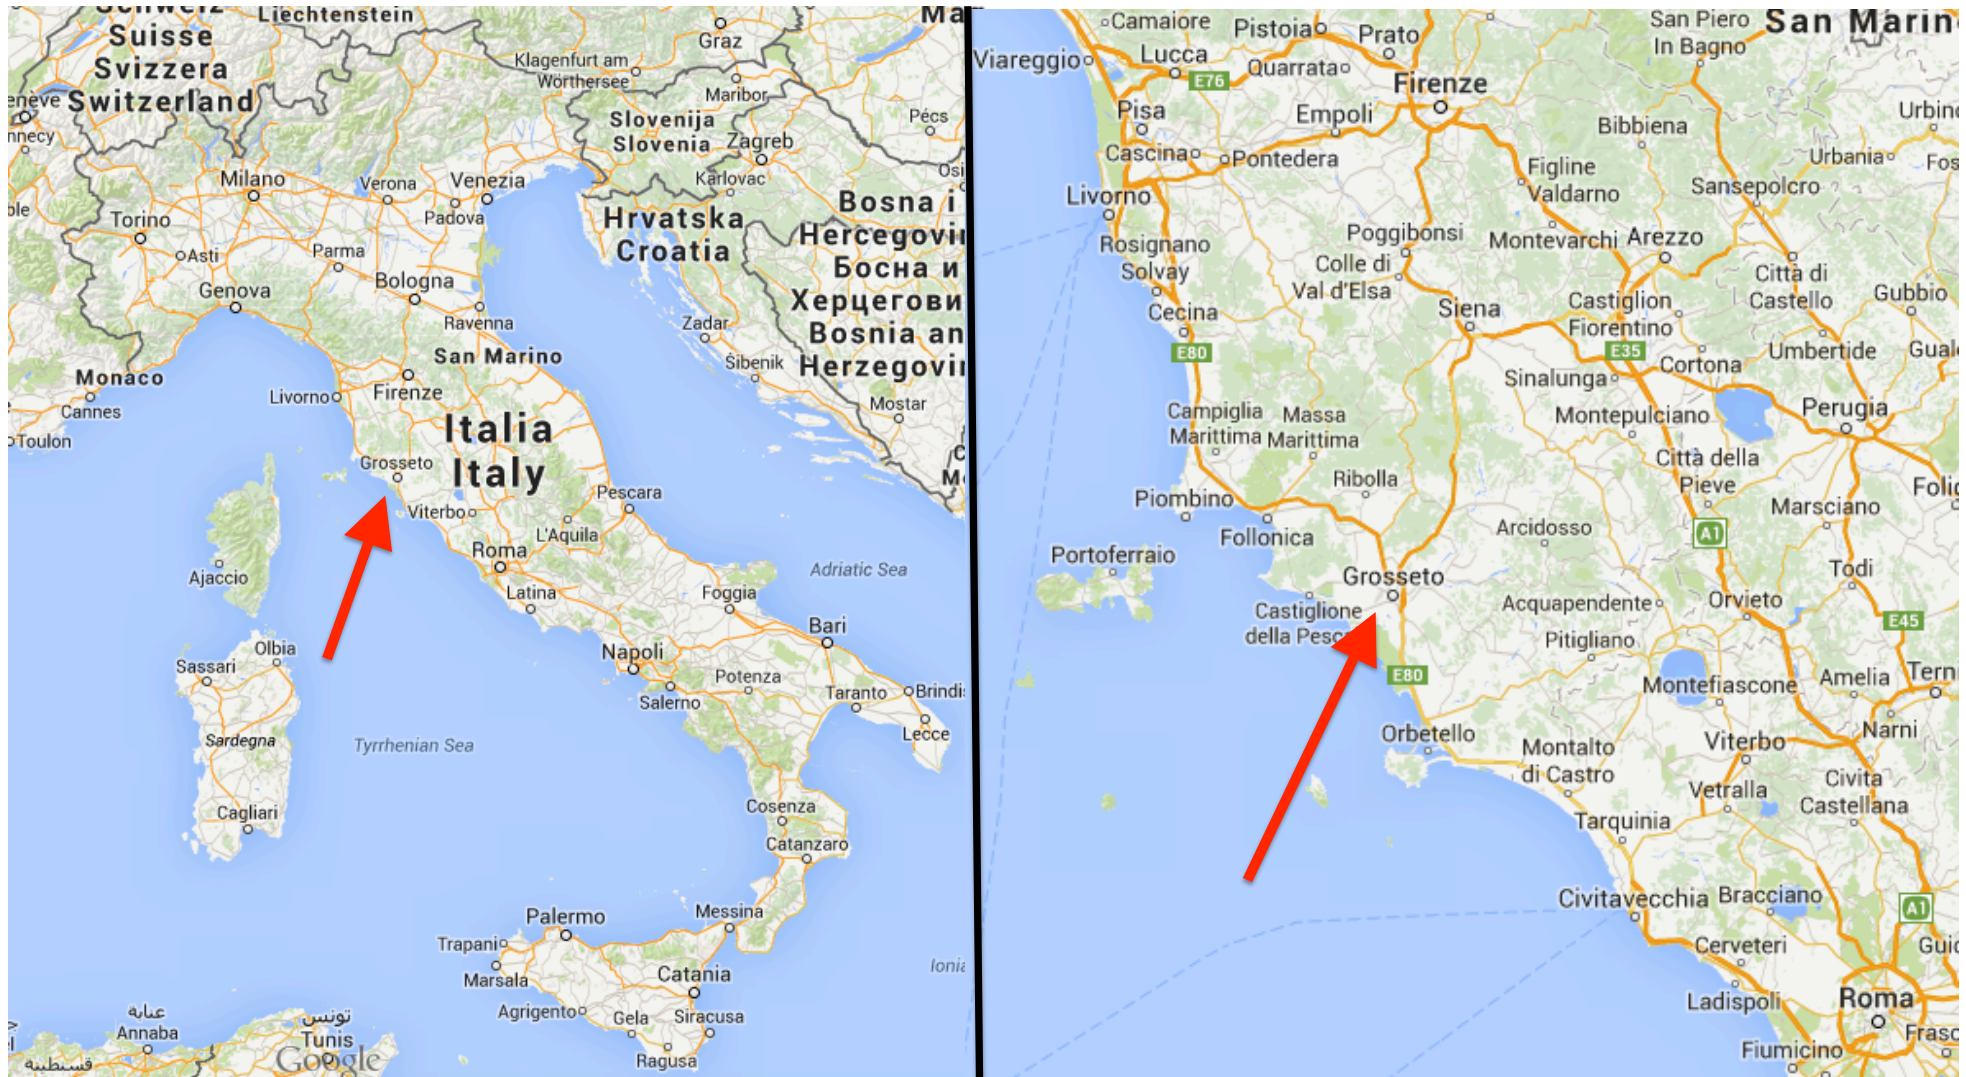 Liechtenstein
Suisse
Svizzera
Switzerland
Graz
Klagenfurt am
Wörthersee
Maribor
Pécs
Slovenija
Slovenia
Zagreb
Karlovac
Milano
Verona
Venezia
Padova
Torino
Asti
Parma
Bologna
Genova
Ravenna
Hrvatska
Croatia
Bosna i
Босна и
Bosnia an
Zadar
Šibenik
Mostar
San Marino
Monaco
Cannes
Toulon
Livorno
Firenze
Italia
Italy
Grosseto
Viterbo
Pescara
L'Aquila
Roma
Latina
Adriatic Sea
Ajaccio
Foggia
Bari
Olbia
Sassari
Napoli
Salerno
Potenza
Taranto
Brindis
Lecce
Sardegna
Tyrrhenian Sea
Cagliari
Cosenza
Catanzaro
Palermo
Messina
Trapani
Marsala
Catania
Agrigento
Gela
Siracusa
Ragusa
عنابة
Annaba
تونس
Tunis
قسنطينة
Google
Camaiore
Pistoia
Prato
San Piero
In Bagno
San Marin
Viareggio
Lucca
E76
Quarrata
Firenze
Pisa
Empoli
Bibbiena
Urbino
Cascina
Pontedera
Figline
Valdarno
Urbania
Fos
Livorno
Sansepolcro
Rosignano
Solvay
Poggibonsi
Colle di
Val d'Elsa
Montevarchi
Arezzo
Città di
Castello
Gubbio
Cecina
Siena
Castiglion
Fiorentino
E80
E35
Cortona
Umbertide
Gual
Sinalunga
Campiglia
Marittima
Massa
Marittima
Montepulciano
Perugia
Ribolla
Città della
Pieve
Piombino
Follonica
Arcidosso
A1
Marsciano
Folig
Portoferraio
Grosseto
Todi
Castiglione
della Pesca
Acquapendente
Orvieto
E45
Pitigliano
E80
Montefiascone
Amelia
Tern
Orbetello
Montalto
di Castro
Viterbo
Narni
Vetralla
Civita
Castellana
Tarquinia
Civitavecchia
Bracciano
A1
Cerveteri
Guid
Ladispoli
Roma
Frasc
Fiumicino